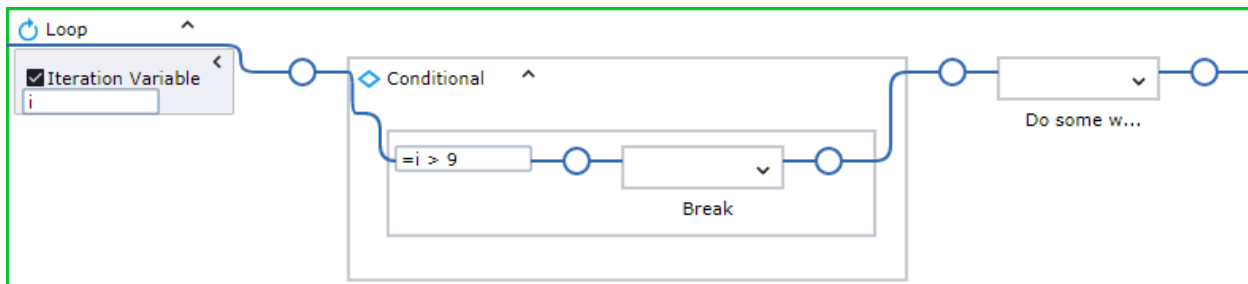 Loop
Iteration Variable
i
Conditional
=i > 9
Break
Do some w...